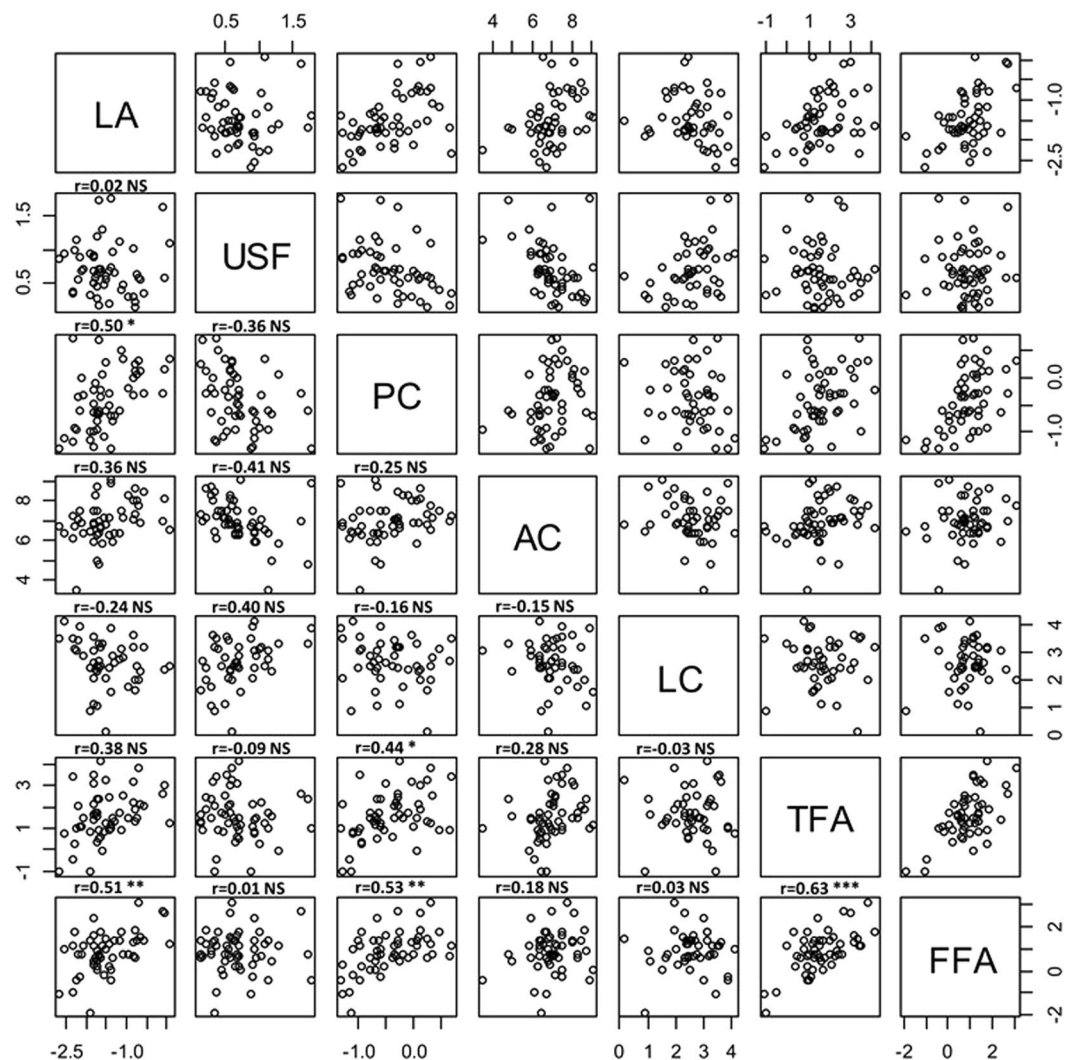 0.5 1.5 4 6 8 -1 1 3
LA
-1.0
-2.5
r=0.02 NS
1.5
0.5
USF
r=0.50 * r=-0.36 NS
PC
0.0
-1.0
r=0.36 NS r=-0.41 NS r=0.25 NS
8
6
4
AC
r=-0.24 NS r=0.40 NS r=-0.16 NS r=-0.15 NS
LC
4
3
2
1
0
r=0.38 NS r=-0.09 NS r=0.44 * r=0.28 NS r=-0.03 NS
3
1
-1
TFA
r=0.51 ** r=0.01 NS r=0.53 ** r=0.18 NS r=0.03 NS r=0.63 ***
FFA
2
1
0
-2
-2.5 -1.0 -1.0 0.0 0 1 2 3 4 -2 0 2